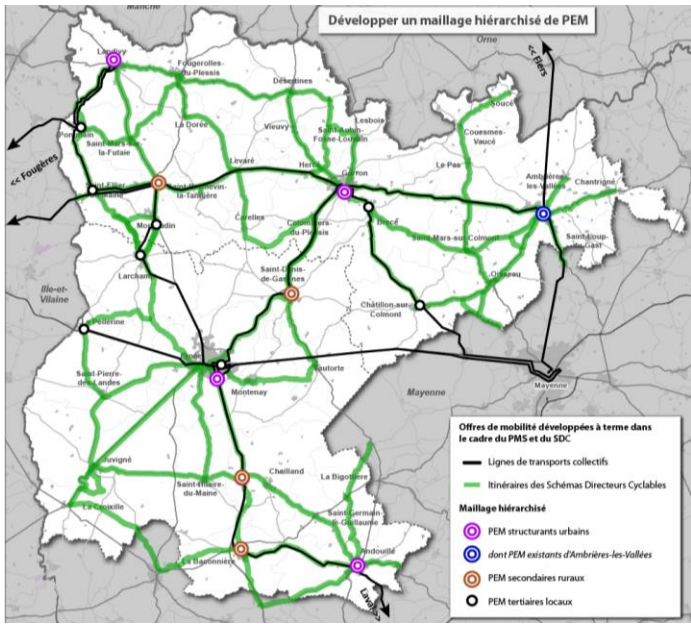 Manche
Développer un maillage hiérarchisé de PEM
Orne
Landivy
Fougerolles-
du-Plessis
Désertines
<< Flers
Soucé
Lesbois
La Dorée
Vieuvy
Saint-Aubin-
Fosse-Louvain
Couesmes-
Vaucé
Pontmain
Saint-Mars-sur-
la-Futaie
<< Fougères
Levaré
Hercé
Gorron
Le Pas
Ambrières-
les-Vallées
Chantrigné
Saint-Ellier-
du-Maine
la-Tannière
Carelles
Colombiers-
du-Plessis
Brecé
Saint-Mars-sur-Colmont
Saint-Loup-
du-Gast
Montaudin
Larchamp
Saint-Denis-
de-Gastines
Oisseau
Ille-et-
Vilaine
Châtillon-sur-
Colmont
La Pellerine
Ernée
Vautorte
Saint-Pierre-
des-Landes
Montenay
Mayenne
Mayenne
Juvigné
Saint-Hilaire-
du-Maine
Chailland
La Bigottière
La Croixille
Saint-Germain-
le-Guillaume
La Baconnière
Andouillé
Laval >>
Offres de mobilité développées à terme dans
le cadre du PMS et du SDC
Lignes de transports collectifs
Itinéraires des Schémas Directeurs Cyclables
Maillage hiérarchisé
PEM structurants urbains
dont PEM existants d'Ambrières-les-Vallées
PEM secondaires ruraux
PEM tertiaires locaux